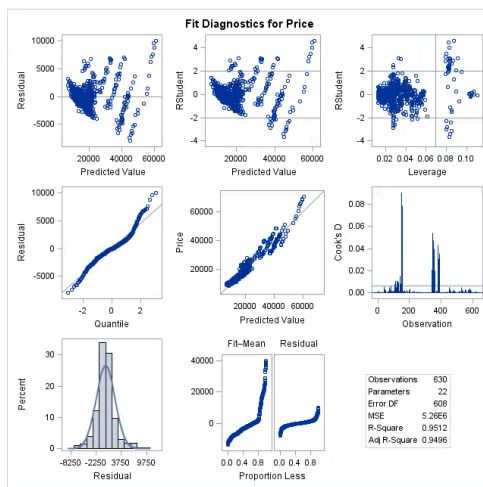 Fit Diagnostics for Price
10000
5000
0
-5000
Residual
20000 40000 60000
Predicted Value
4
2
0
-2
-4
RStudent
20000 40000 60000
Predicted Value
4
2
0
-2
-4
RStudent
0.02 0.04 0.06 0.08 0.10
Leverage
10000
5000
0
-5000
Residual
-2 0 2
Quantile
60000
40000
20000
Price
20000 40000 60000
Predicted Value
0.08
0.06
0.04
0.02
0.00
Cook's D
0 200 400 600
Observation
30
20
10
0
Percent
-8250 -2250 3750 9750
Residual
Fit–Mean Residual
40000
20000
0
0.0 0.4 0.8 0.0 0.4 0.8
Proportion Less
Observations 630
Parameters 22
Error DF 608
MSE 5.26E6
R-Square 0.9512
Adj R-Square 0.9496